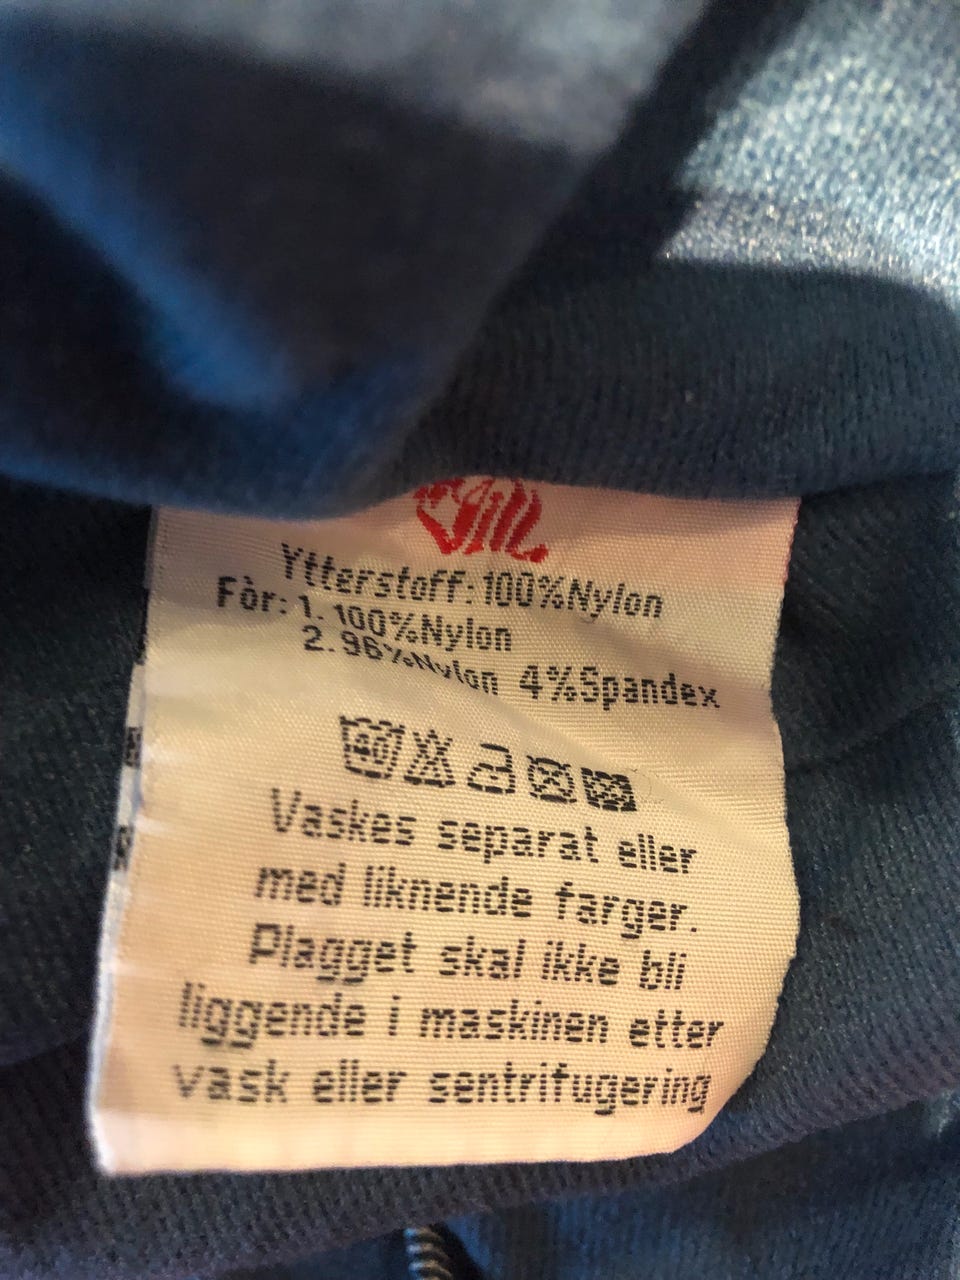 Ytterstoff: 100%Nylon
Fòr: 1. 100%Nylon
2. 96%Nylon 4%Spandex
40
Vaskes separat eller
med liknende farger.
Plagget skal ikke bli
liggende i maskinen etter
vask eller sentrifugering